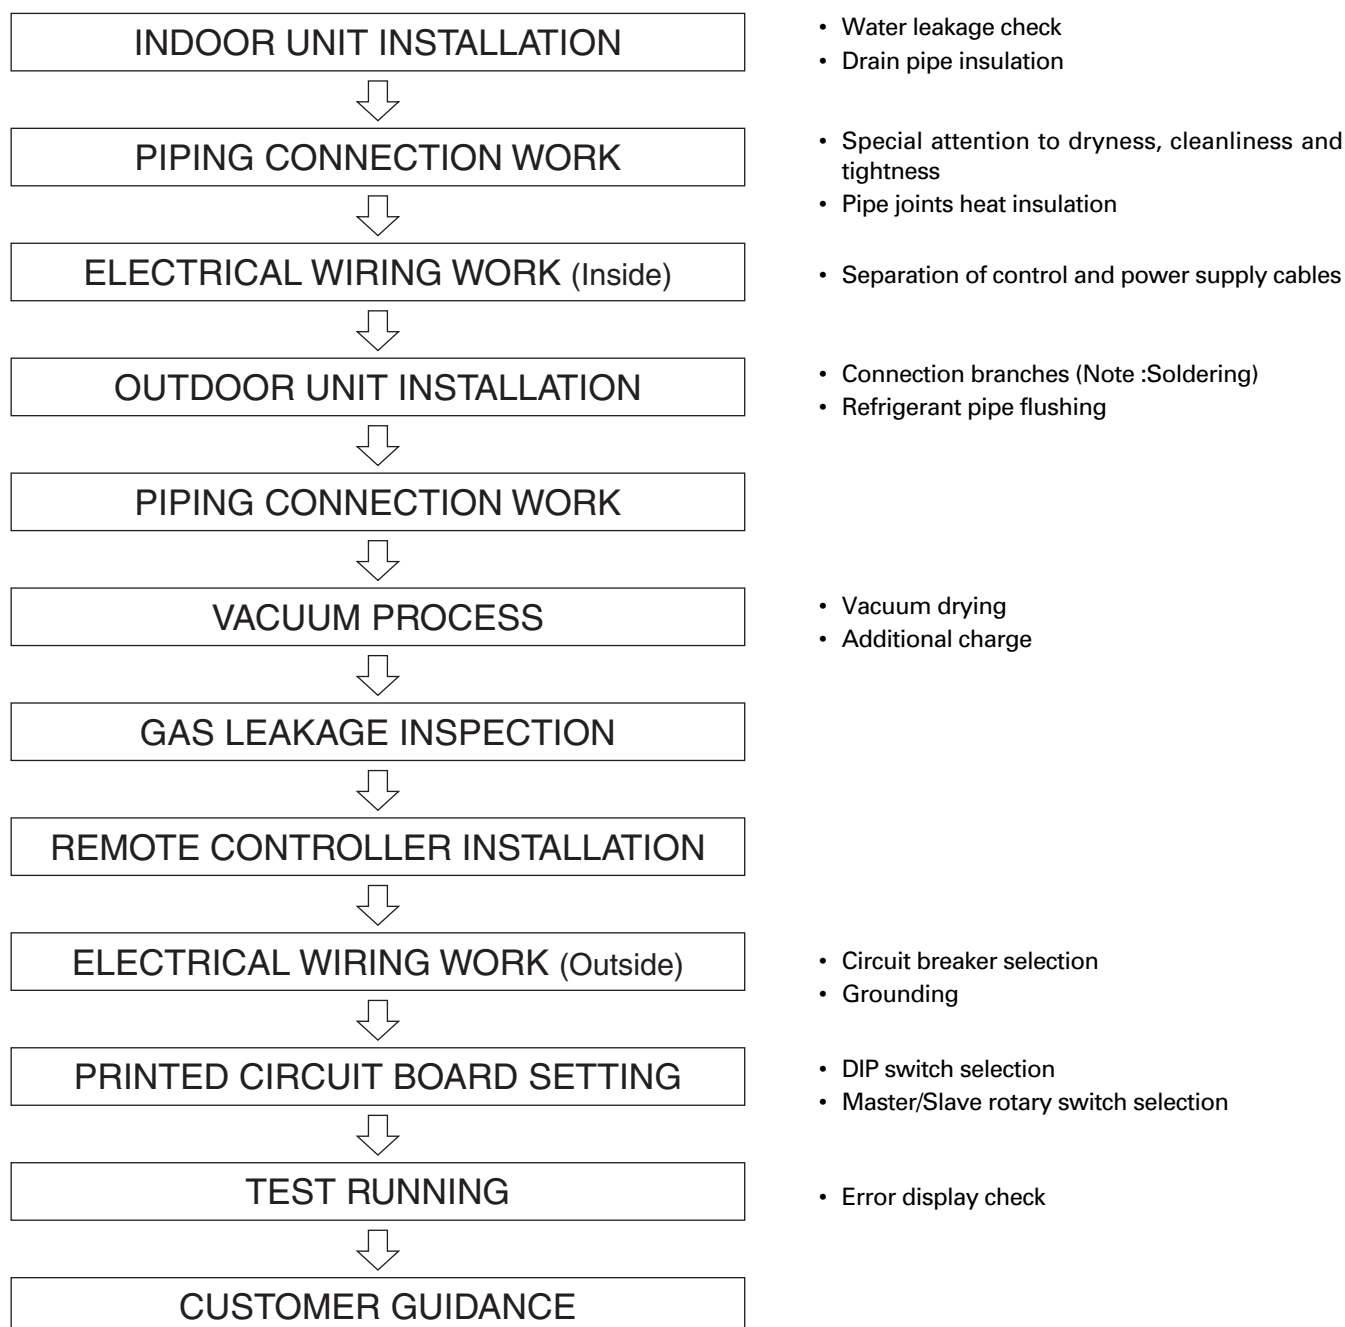 INDOOR UNIT INSTALLATION
• Water leakage check
• Drain pipe insulation
PIPING CONNECTION WORK
• Special attention to dryness, cleanliness and
tightness
• Pipe joints heat insulation
ELECTRICAL WIRING WORK (Inside)
• Separation of control and power supply cables
OUTDOOR UNIT INSTALLATION
• Connection branches (Note :Soldering)
• Refrigerant pipe flushing
PIPING CONNECTION WORK
VACUUM PROCESS
• Vacuum drying
• Additional charge
GAS LEAKAGE INSPECTION
REMOTE CONTROLLER INSTALLATION
ELECTRICAL WIRING WORK (Outside)
• Circuit breaker selection
• Grounding
PRINTED CIRCUIT BOARD SETTING
• DIP switch selection
• Master/Slave rotary switch selection
TEST RUNNING
• Error display check
CUSTOMER GUIDANCE